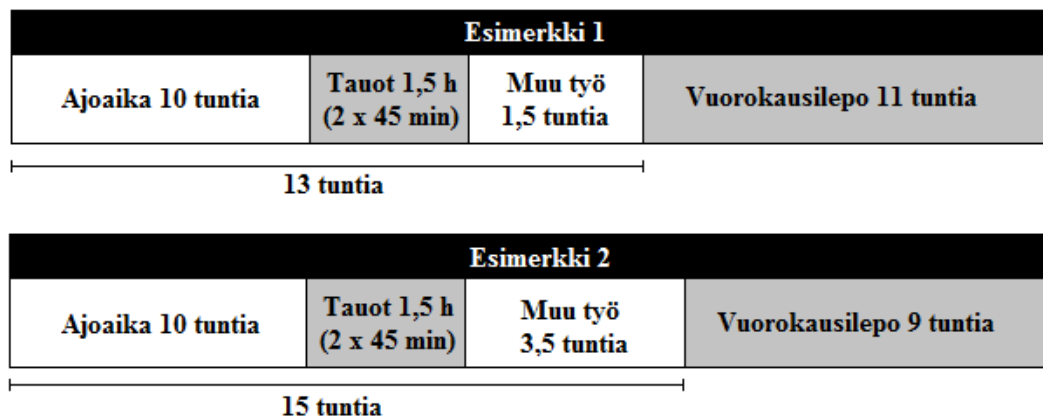 Esimerkki 1
Ajoaika 10 tuntia
Tauot 1,5 h
(2 x 45 min)
Muu työ
1,5 tuntia
Vuorokausilepo 11 tuntia
13 tuntia
Esimerkki 2
Ajoaika 10 tuntia
Tauot 1,5 h
(2 x 45 min)
Muu työ
3,5 tuntia
Vuorokausilepo 9 tuntia
15 tuntia